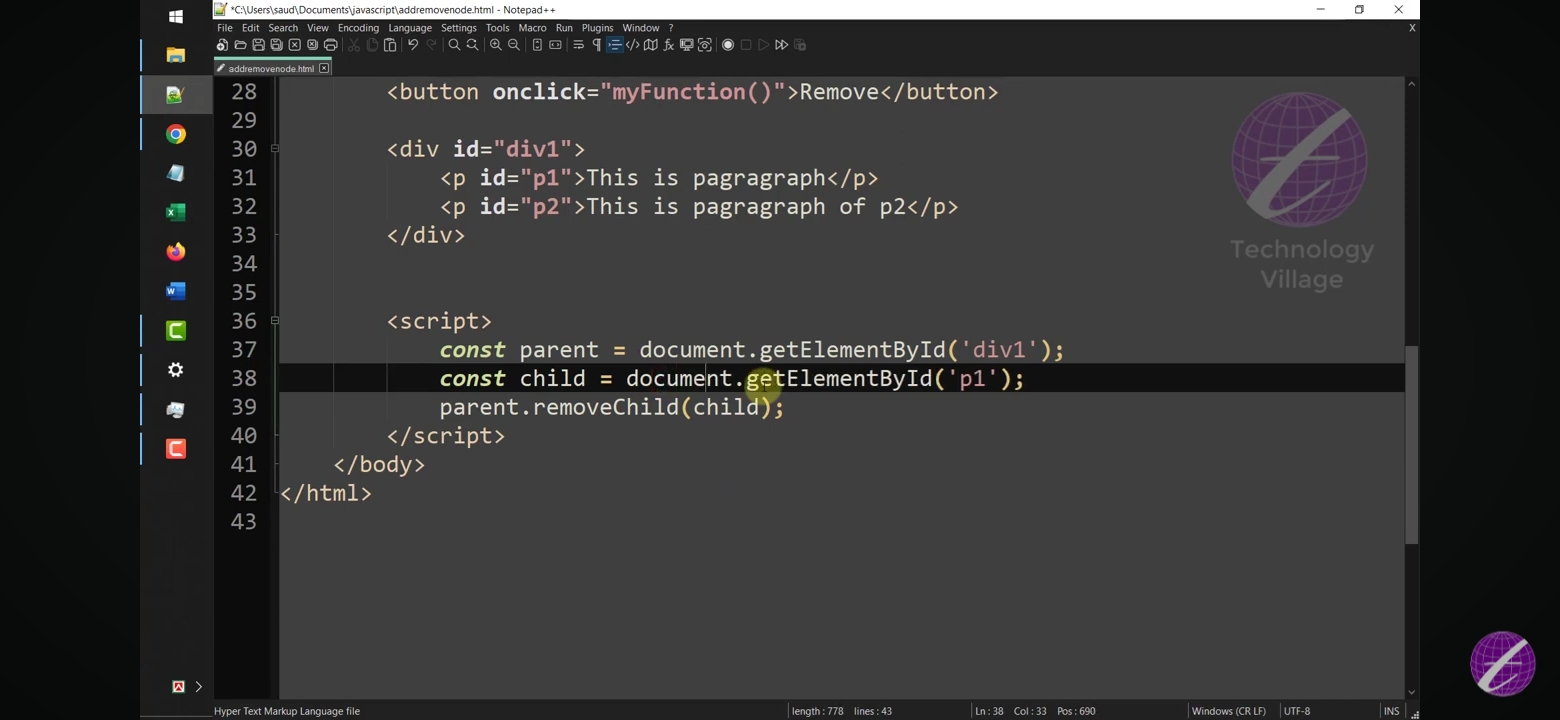 *C:\Users\saud\Documents\javascript\addremovenode.html - Notepad++
File Edit Search View Encoding Language Settings Tools Macro Run Plugins Window ? X
addremovenode.html
28 <button onclick="myFunction()">Remove</button>
29
30 <div id="div1">
31 <p id="p1">This is pagragraph</p>
32 <p id="p2">This is pagragraph of p2</p>
33 </div>
34
35
36 <script>
37 const parent = document.getElementById('div1');
38 const child = document.getElementById('p1');
39 parent.removeChild(child);
40 </script>
41 </body>
42 </html>
43
Technology
Village
Hyper Text Markup Language file length : 778 lines : 43 Ln : 38 Col : 33 Pos : 690 Windows (CR LF) UTF-8 INS